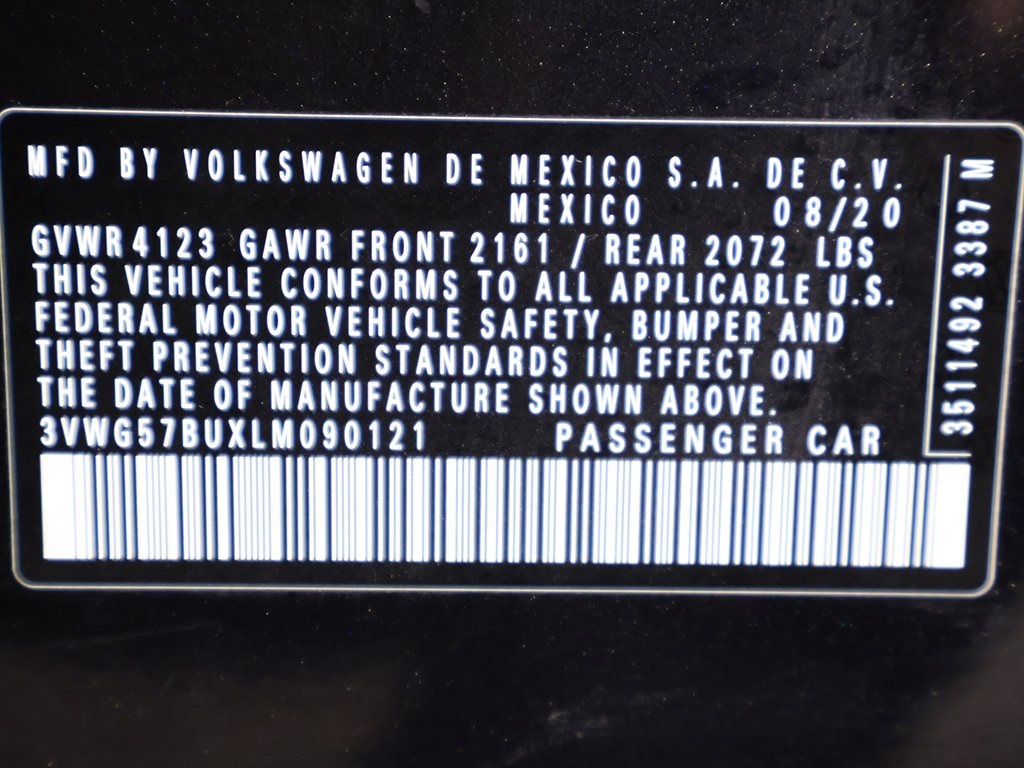 MFD BY VOLKSWAGEN DE MEXICO S.A. DE C.V.
MEXICO 08/20
GVWR 4123 GAWR FRONT 2161 / REAR 2072 LBS
THIS VEHICLE CONFORMS TO ALL APPLICABLE U.S.
FEDERAL MOTOR VEHICLE SAFETY, BUMPER AND
THEFT PREVENTION STANDARDS IN EFFECT ON
THE DATE OF MANUFACTURE SHOWN ABOVE.
3VWG57BUXLM090121 PASSENGER CAR
3511492 3387 M